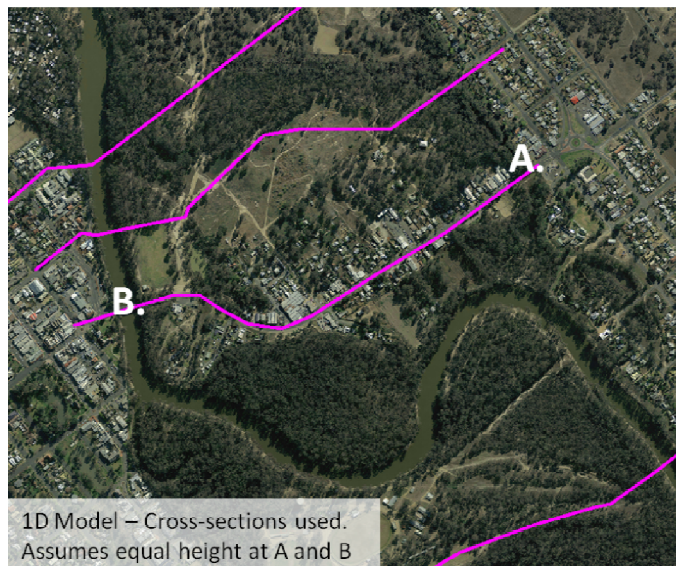 A.
B.
1D Model – Cross-sections used.
Assumes equal height at A and B